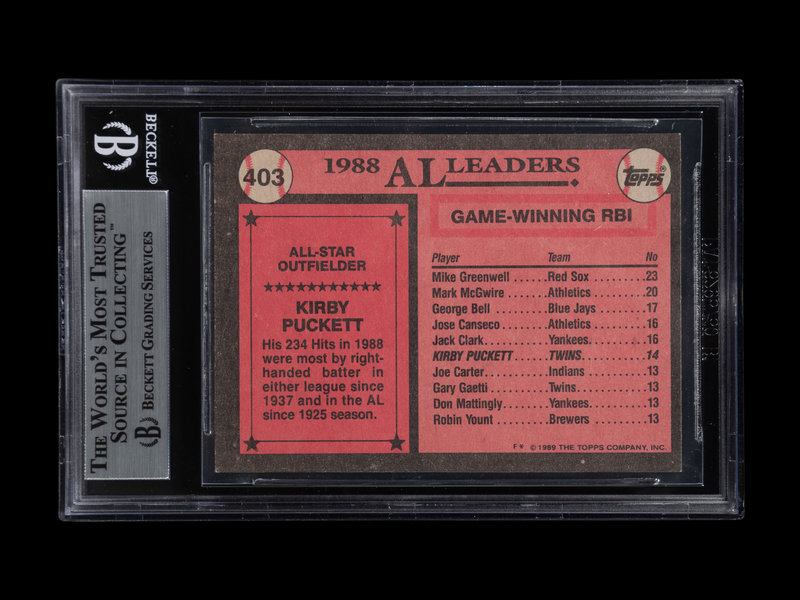 BECKETT®
B
THE WORLD'S MOST TRUSTED
SOURCE IN COLLECTING™
B BECKETT GRADING SERVICES
403
1988 AL LEADERS
TOPPS®
GAME-WINNING RBI
ALL-STAR
OUTFIELDER
KIRBY
PUCKETT
His 234 Hits in 1988
were most by right-
handed batter in
either league since
1937 and in the AL
since 1925 season.
Player Team No
Mike Greenwell.......Red Sox........23
Mark McGwire.......Athletics........20
George Bell.......Blue Jays........17
Jose Canseco.......Athletics........16
Jack Clark.......Yankees........16
KIRBY PUCKETT.......TWINS........14
Joe Carter.......Indians........13
Gary Gaetti.......Twins........13
Don Mattingly.......Yankees........13
Robin Yount.......Brewers........13
F* ©1989 THE TOPPS COMPANY, INC.